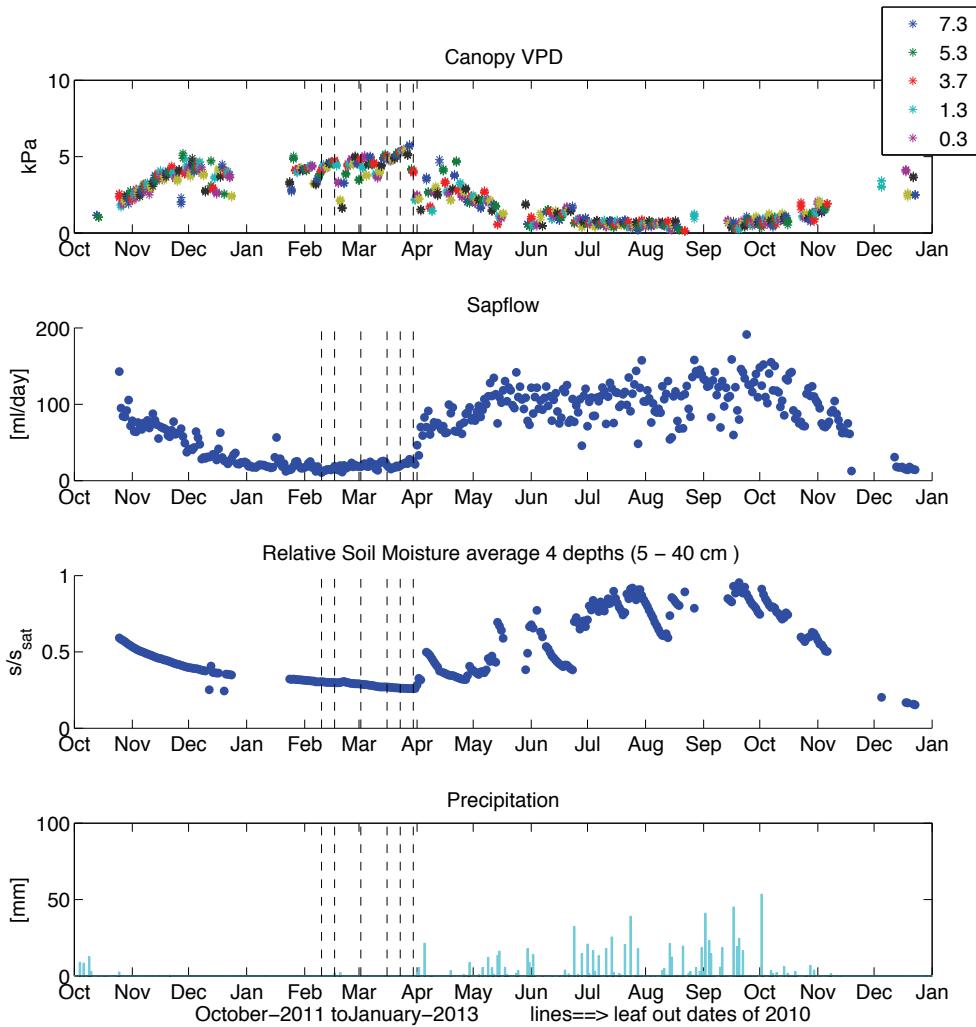 7.3
5.3
3.7
1.3
0.3
Canopy VPD
10
5
0
kPa
Oct Nov Dec Jan Feb Mar Apr May Jun Jul Aug Sep Oct Nov Dec Jan
Sapflow
200
100
0
[ml/day]
Oct Nov Dec Jan Feb Mar Apr May Jun Jul Aug Sep Oct Nov Dec Jan
Relative Soil Moisture average 4 depths (5 − 40 cm )
1
0.5
0
s/s_sat
Oct Nov Dec Jan Feb Mar Apr May Jun Jul Aug Sep Oct Nov Dec Jan
Precipitation
100
50
0
[mm]
Oct Nov Dec Jan Feb Mar Apr May Jun Jul Aug Sep Oct Nov Dec Jan
October−2011 toJanuary−2013 lines==> leaf out dates of 2010